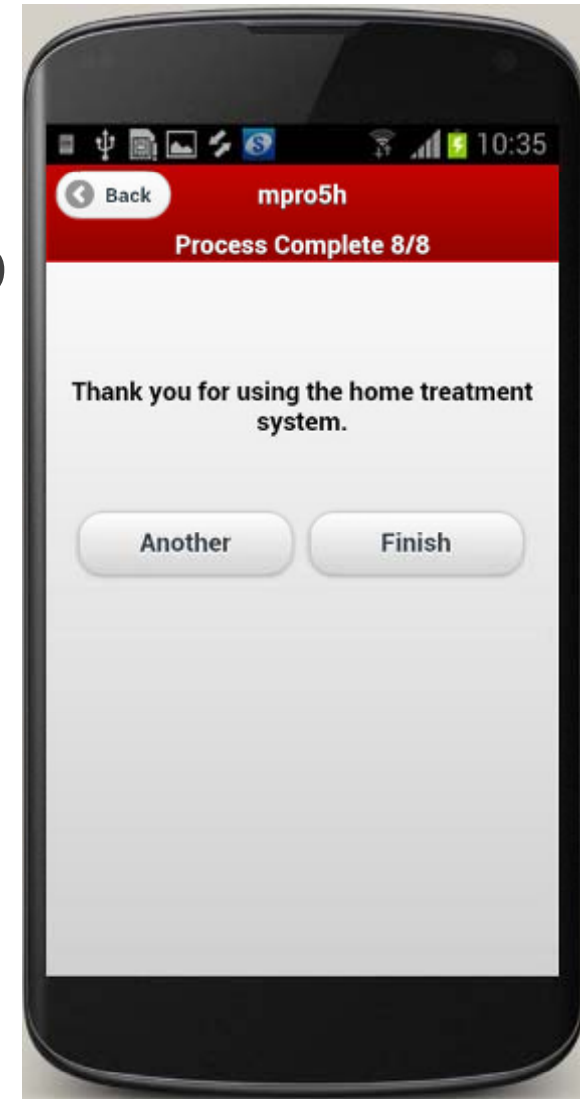 10:35
Back
mpro5h
Process Complete 8/8
Thank you for using the home treatment
system.
Another
Finish